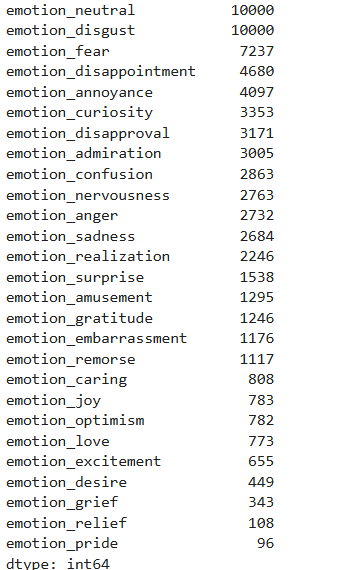 emotion_neutral 10000
emotion_disgust 10000
emotion_fear 7237
emotion_disappointment 4680
emotion_annoyance 4097
emotion_curiosity 3353
emotion_disapproval 3171
emotion_admiration 3005
emotion_confusion 2863
emotion_nervousness 2763
emotion_anger 2732
emotion_sadness 2684
emotion_realization 2246
emotion_surprise 1538
emotion_amusement 1295
emotion_gratitude 1246
emotion_embarrassment 1176
emotion_remorse 1117
emotion_caring 808
emotion_joy 783
emotion_optimism 782
emotion_love 773
emotion_excitement 655
emotion_desire 449
emotion_grief 343
emotion_relief 108
emotion_pride 96
dtype: int64